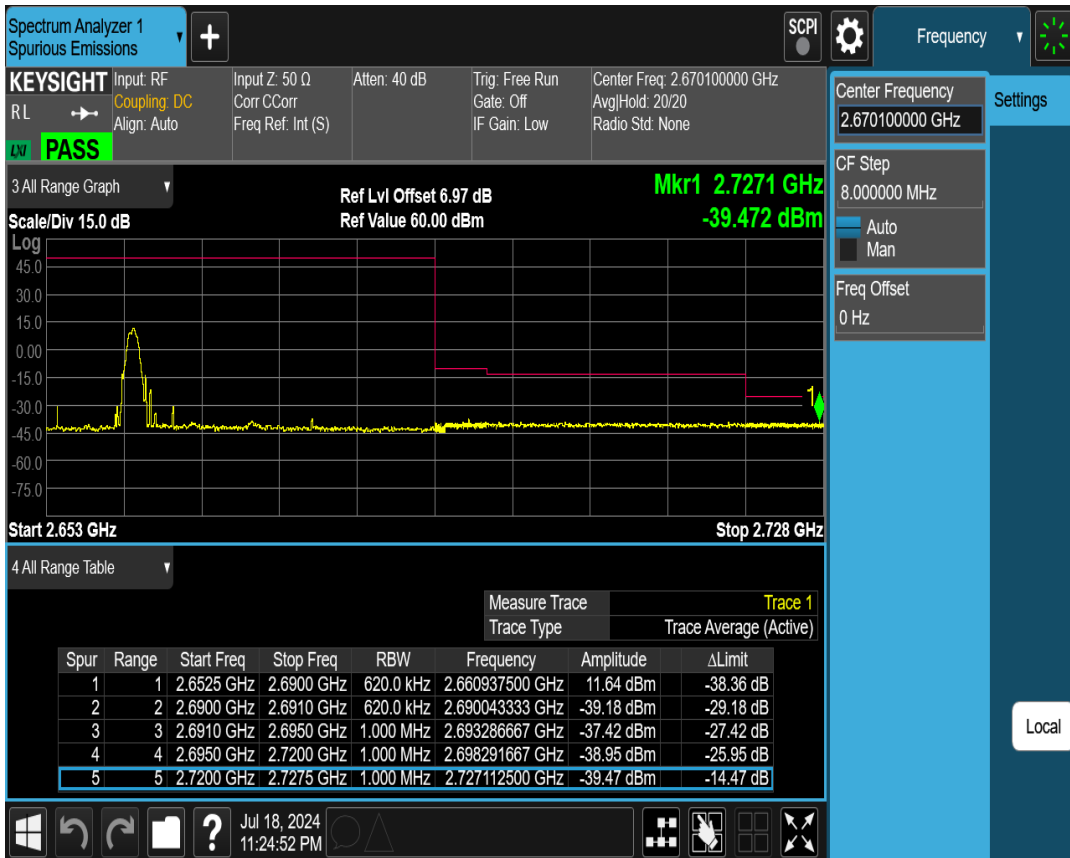 Spectrum Analyzer 1
Spurious Emissions
+
SCPI
Frequency
KEYSIGHT
RL
LXI PASS
Input: RF
Coupling: DC
Align: Auto
Input Z: 50 Ω
Corr CCorr
Freq Ref: Int (S)
Atten: 40 dB
Trig: Free Run
Gate: Off
IF Gain: Low
Center Freq: 2.670100000 GHz
Avg|Hold: 20/20
Radio Std: None
Center Frequency
2.670100000 GHz
Settings
CF Step
8.000000 MHz
Auto
Man
Freq Offset
0 Hz
3 All Range Graph
Ref Lvl Offset 6.97 dB
Mkr1 2.7271 GHz
Scale/Div 15.0 dB
Ref Value 60.00 dBm
-39.472 dBm
Log
45.0
30.0
15.0
0.00
-15.0
-30.0
-45.0
-60.0
-75.0
1
Start 2.653 GHz
Stop 2.728 GHz
4 All Range Table
Measure Trace Trace 1
Trace Type Trace Average (Active)
Spur Range Start Freq Stop Freq RBW Frequency Amplitude ΔLimit
1 1 2.6525 GHz 2.6900 GHz 620.0 kHz 2.660937500 GHz 11.64 dBm -38.36 dB
2 2 2.6900 GHz 2.6910 GHz 620.0 kHz 2.690043333 GHz -39.18 dBm -29.18 dB
3 3 2.6910 GHz 2.6950 GHz 1.000 MHz 2.693286667 GHz -37.42 dBm -27.42 dB
4 4 2.6950 GHz 2.7200 GHz 1.000 MHz 2.698291667 GHz -38.95 dBm -25.95 dB
5 5 2.7200 GHz 2.7275 GHz 1.000 MHz 2.727112500 GHz -39.47 dBm -14.47 dB
Local
?
Jul 18, 2024
11:24:52 PM